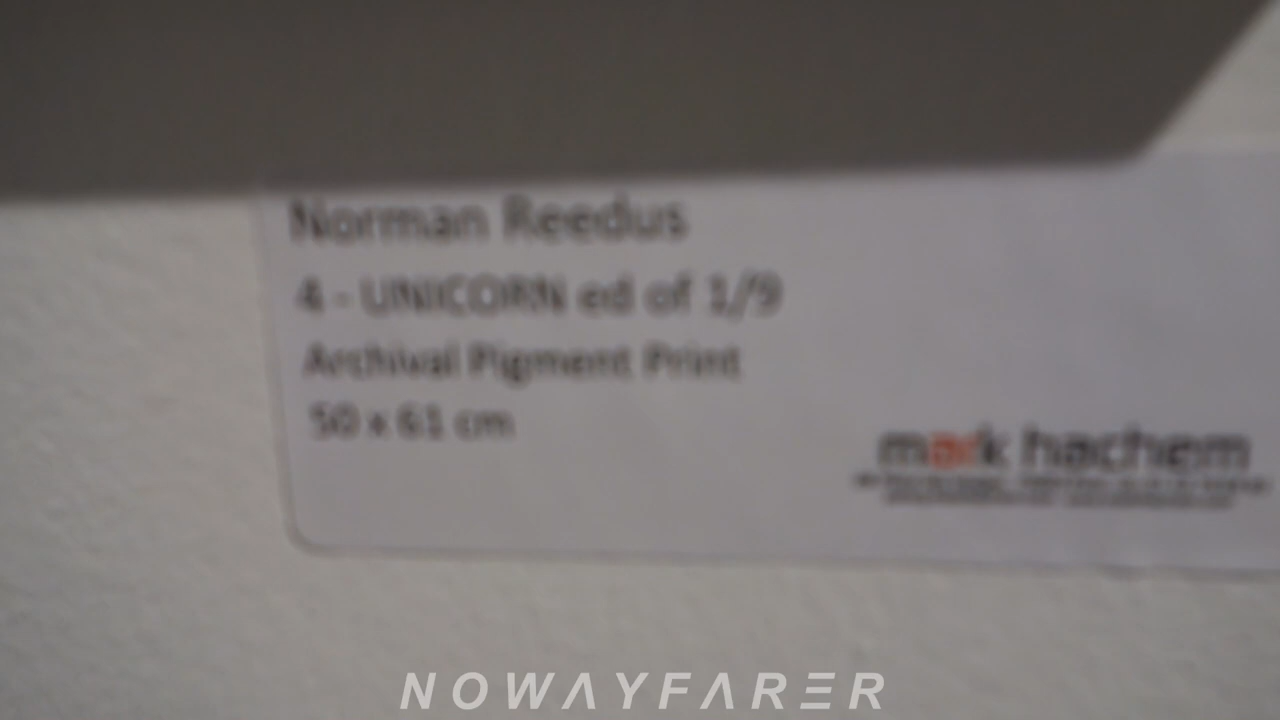 Norman Reedus
4 - UNICORN ed of 1/9
Archival Pigment Print
50 x 61 cm
mark hachem
NOWAYFARER